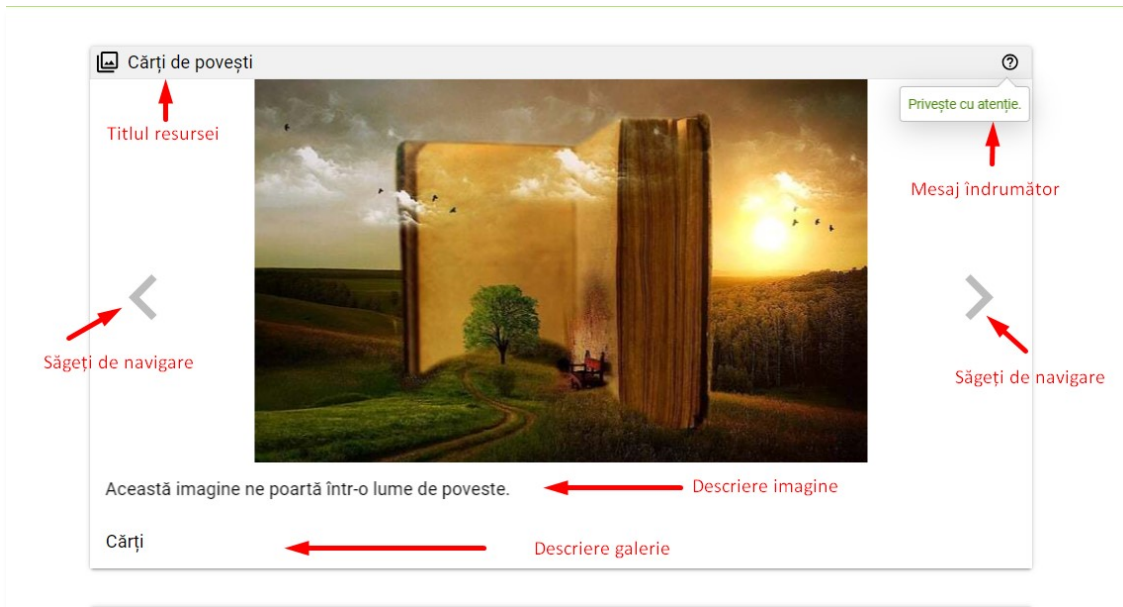 Cărți de povești
Privește cu atenție.
Titlul resursei
Mesaj îndrumător
Săgeți de navigare
Săgeți de navigare
Această imagine ne poartă într-o lume de poveste.
Descriere imagine
Cărți
Descriere galerie